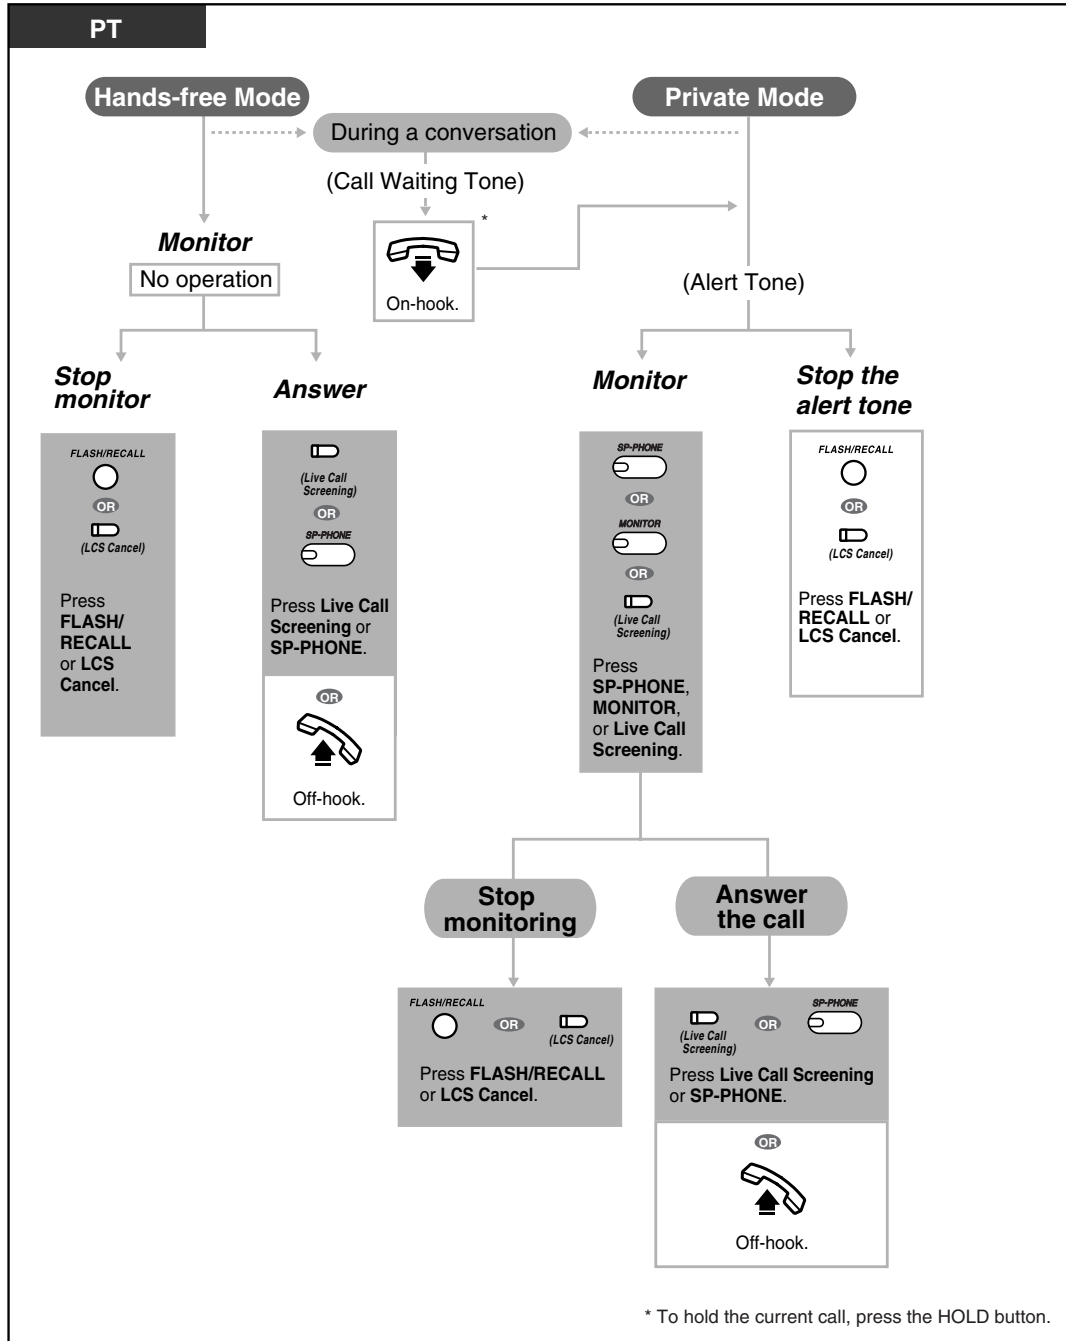 PT
Hands-free Mode
Private Mode
During a conversation
(Call Waiting Tone)
*
On-hook.
Monitor
No operation
(Alert Tone)
Stop
monitor
FLASH/RECALL
OR
(LCS Cancel)
Press
FLASH/
RECALL
or LCS
Cancel.
Answer
(Live Call
Screening)
OR
SP-PHONE
Press Live Call
Screening or
SP-PHONE.
OR
Off-hook.
Monitor
SP-PHONE
OR
MONITOR
OR
(Live Call
Screening)
Press
SP-PHONE,
MONITOR,
or Live Call
Screening.
Stop the
alert tone
FLASH/RECALL
OR
(LCS Cancel)
Press FLASH/
RECALL or
LCS Cancel.
Stop
monitoring
FLASH/RECALL
OR
(LCS Cancel)
Press FLASH/RECALL
or LCS Cancel.
Answer
the call
(Live Call
Screening)
OR
SP-PHONE
Press Live Call Screening
or SP-PHONE.
OR
Off-hook.
* To hold the current call, press the HOLD button.